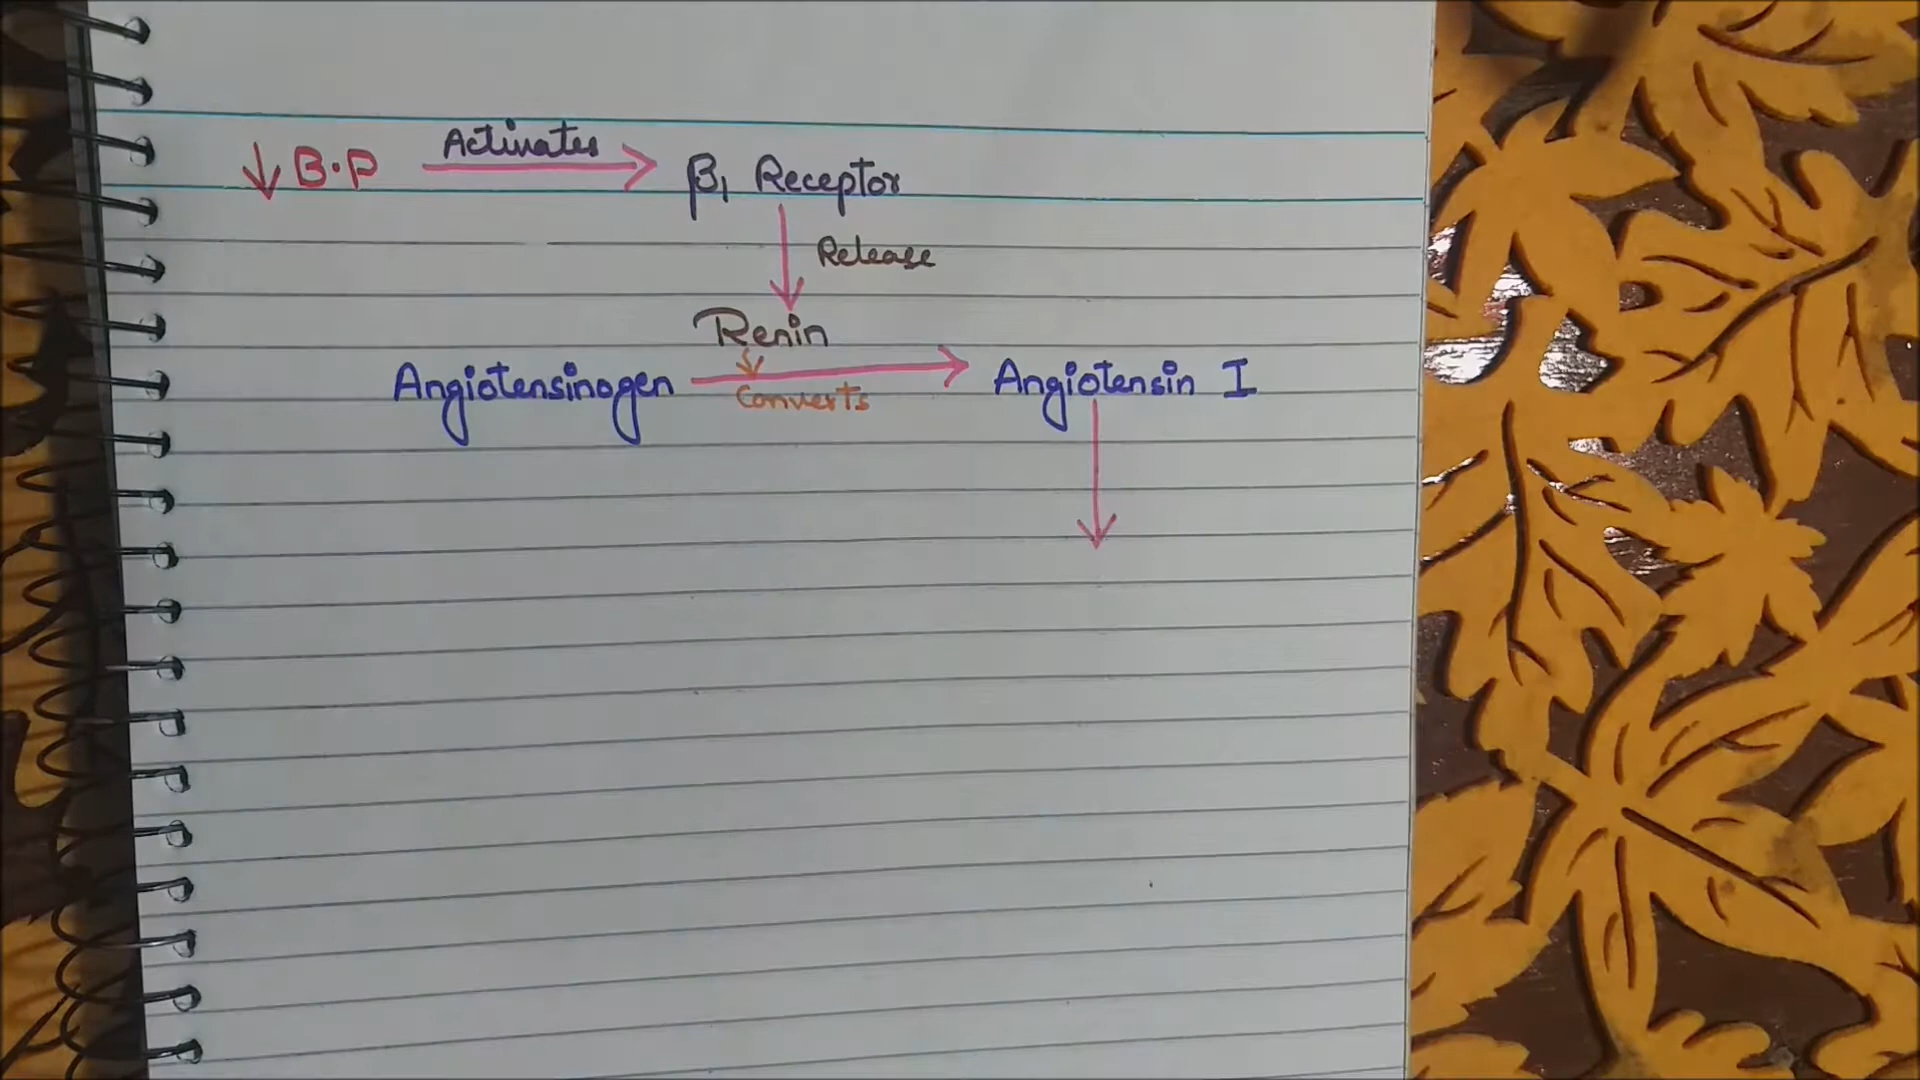 ↓ B.P Activates β1 Receptor
Release
Renin
Angiotensinogen Converts Angiotensin I